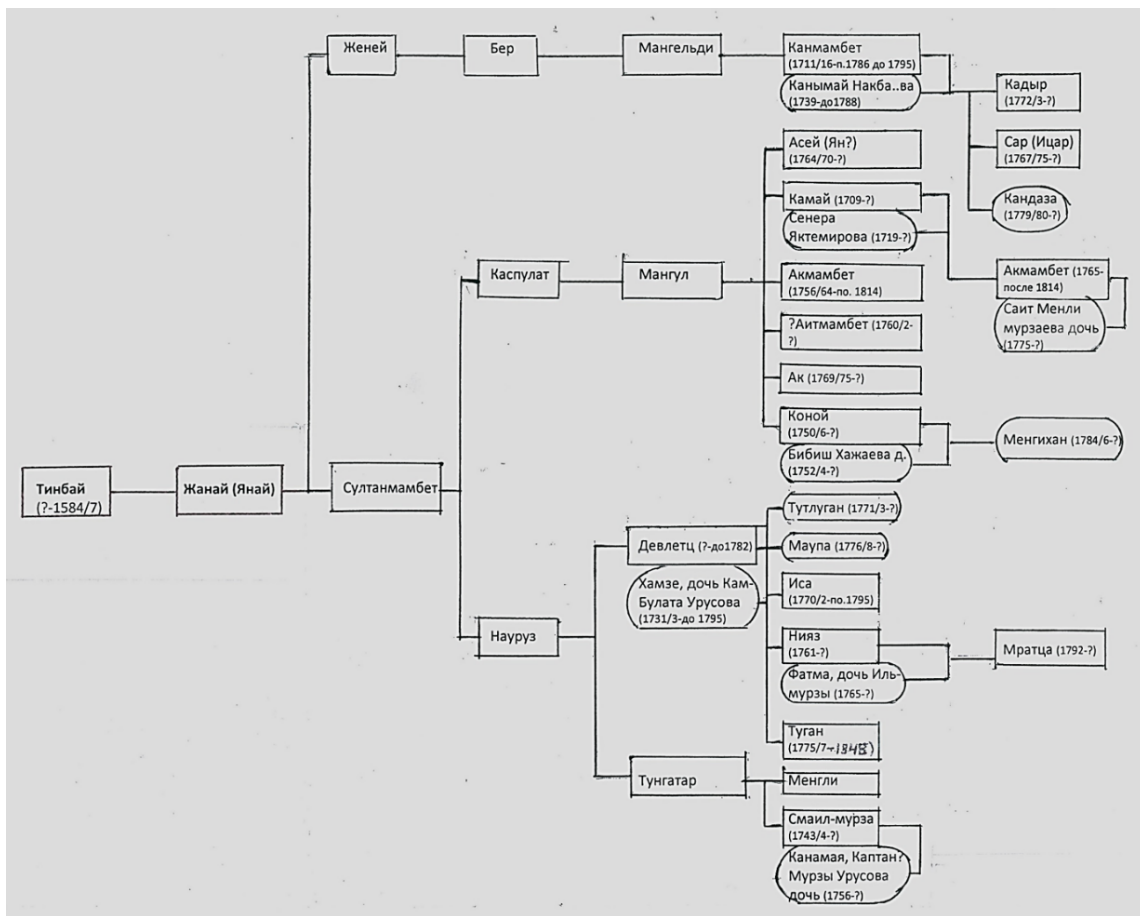 Женей
Бер
Мангельди
Канмамбет
(1711/16-п.1786 до 1795)
Канымай Накба..ва
(1739-до1788)
Кадыр
(1772/3-?)
Сар (Ицар)
(1767/75-?)
Кандаза
(1779/80-?)
Асей (Ян?)
(1764/70-?)
Камай (1709-?)
Сенера
Яктемирова (1719-?)
Каспулат
Мангул
Акмамбет
(1756/64-по. 1814)
Акмамбет (1765-
после 1814)
Саит Менли
мурзаева дочь
(1775-?)
?Аитмамбет (1760/2-
?)
Ак (1769/75-?)
Коной
(1750/6-?)
Бибиш Хажаева д.
(1752/4-?)
Менгихан (1784/6-?)
Тинбай
(?-1584/7)
Жанай (Янай)
Султанмамбет
Тутлуган (1771/3-?)
Девлетц (?-до1782)
Хамзе, дочь Кам-
Булата Урусова
(1731/3-до 1795)
Маупа (1776/8-?)
Иса
(1770/2-по.1795)
Науруз
Нияз
(1761-?)
Фатма, дочь Иль-
мурзы (1765-?)
Мратца (1792-?)
Туган
(1775/7-1848)
Тунгатар
Менгли
Смаил-мурза
(1743/4-?)
Канамая, Каптан?
Мурзы Урусова
дочь (1756-?)